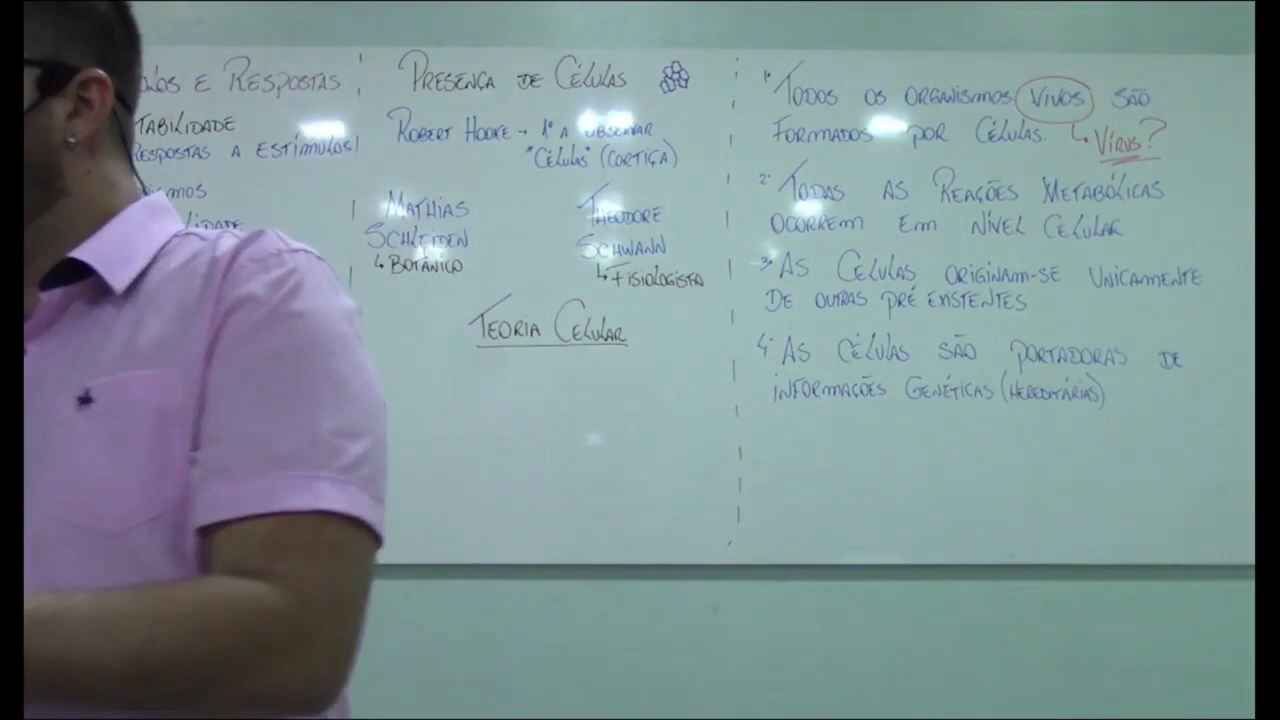 E RESPOSTAS
RESPOSTAS A ESTÍMULOS
PRESENÇA DE CÉLULAS
ROBERT HOOKE → 1º A OBSERVAR
"CÉLULAS" (CORTIÇA)
MATHIAS
SCHLEIDEN
↳ BOTÂNICO
THEODORE
SCHWANN
↳ FISIOLOGISTA
TEORIA CELULAR
1º TODOS OS ORGANISMOS VIVOS SÃO
FORMADOS POR CÉLULAS. ↳ VÍRUS?
2º TODAS AS REAÇÕES METABÓLICAS
OCORREM EM NÍVEL CELULAR
3º AS CÉLULAS ORIGINAM-SE UNICAMENTE
DE OUTRAS PRÉ EXISTENTES
4º AS CÉLULAS SÃO PORTADORAS DE
INFORMAÇÕES GENÉTICAS (HEREDITÁRIAS)